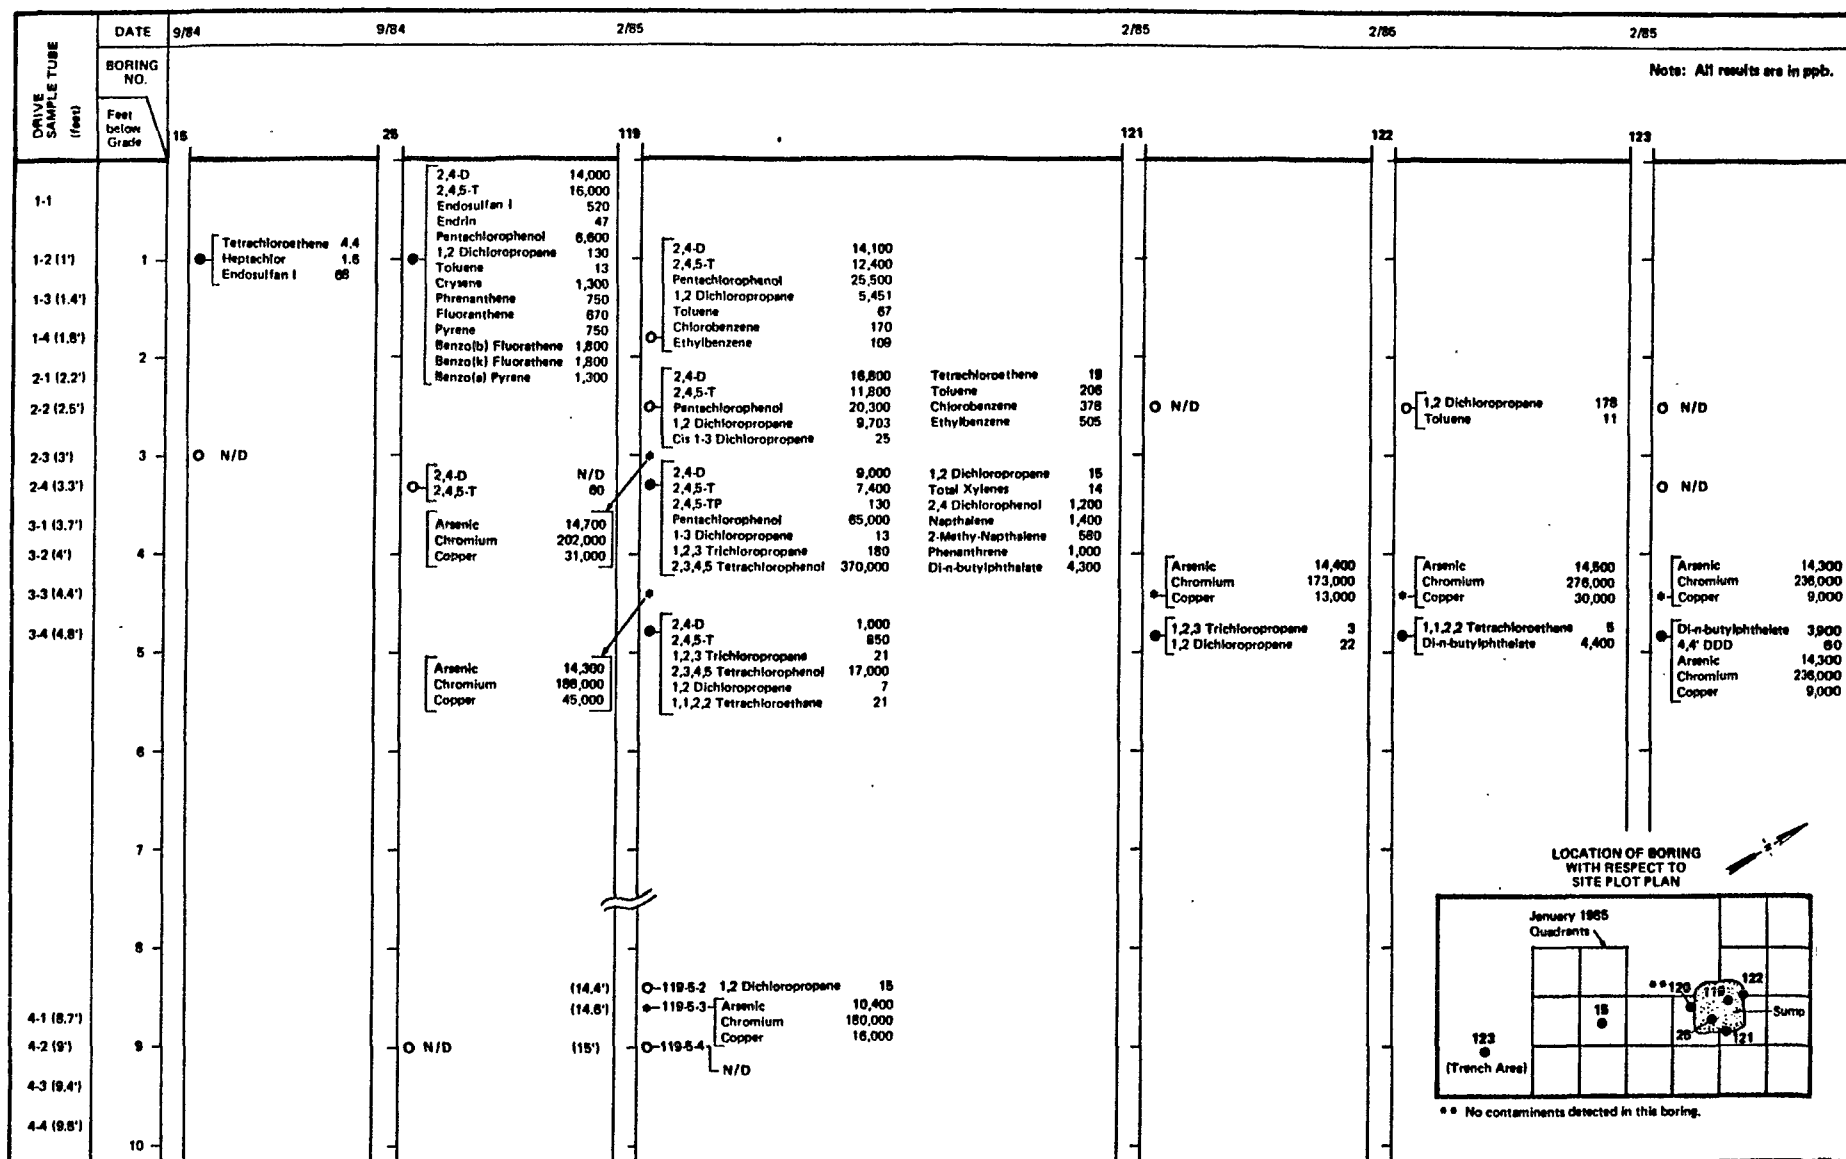 DATE 9/84 9/84 2/85 2/85 2/85 2/85
DRIVE SAMPLE TUBE (feet)
BORING NO.
Note: All results are in ppb.
Feet below Grade
15 26 119 121 122 123
1-1
1-2 (1')
1-3 (1.4')
1-4 (1.8')
2-1 (2.2')
2-2 (2.5')
2-3 (3')
2-4 (3.3')
3-1 (3.7')
3-2 (4')
3-3 (4.4')
3-4 (4.8')
4-1 (8.7')
4-2 (9')
4-3 (9.4')
4-4 (9.8')
1
2
3
4
5
6
7
8
9
10
Tetrachloroethene 4.4
Heptachlor 1.6
Endosulfan I 66
N/D
2,4-D 14,000
2,4,5-T 16,000
Endosulfan I 520
Endrin 47
Pentachlorophenol 6,600
1,2 Dichloropropane 130
Toluene 13
Crysene 1,300
Phrenanthene 750
Fluoranthene 670
Pyrene 750
Benzo(b) Fluorathene 1,800
Benzo(k) Fluorathene 1,800
Benzo(a) Pyrene 1,300
2,4-D N/D
2,4,5-T 60
Arsenic 14,700
Chromium 202,000
Copper 31,000
Arsenic 14,300
Chromium 186,000
Copper 45,000
N/D
2,4-D 14,100
2,4,5-T 12,400
Pentachlorophenol 25,500
1,2 Dichloropropane 5,451
Toluene 67
Chlorobenzene 170
Ethylbenzene 109
2,4-D 16,800 Tetrachloroethene 19
2,4,5-T 11,800 Toluene 206
Pentachlorophenol 20,300 Chlorobenzene 378
1,2 Dichloropropane 9,703 Ethylbenzene 505
Cis 1-3 Dichloropropane 25
2,4-D 9,000 1,2 Dichloropropane 15
2,4,5-T 7,400 Total Xylenes 14
2,4,5-TP 130 2,4 Dichlorophenol 1,200
Pentachlorophenol 65,000 Napthalene 1,400
1-3 Dichloropropane 13 2-Methy-Napthalene 560
1,2,3 Trichloropropane 180 Phenanthrene 1,000
2,3,4,5 Tetrachlorophenol 370,000 Di-n-butylphthalate 4,300
2,4-D 1,000
2,4,5-T 850
1,2,3 Trichloropropane 21
2,3,4,5 Tetrachlorophenol 17,000
1,2 Dichloropropane 7
1,1,2,2 Tetrachloroethane 21
(14.4') 119-5-2 1,2 Dichloropropane 15
(14.6') 119-5-3 Arsenic 10,400
Chromium 180,000
Copper 16,000
(15') 119-5-4
N/D
N/D
Arsenic 14,400
Chromium 173,000
Copper 13,000
1,2,3 Trichloropropane 3
1,2 Dichloropropane 22
1,2 Dichloropropane 178
Toluene 11
Arsenic 14,600
Chromium 276,000
Copper 30,000
1,1,2,2 Tetrachloroethane 5
Di-n-butylphthelate 4,400
N/D
N/D
Arsenic 14,300
Chromium 236,000
Copper 9,000
Di-n-butylphthelate 3,900
4,4' DDD 60
Arsenic 14,300
Chromium 236,000
Copper 9,000
LOCATION OF BORING
WITH RESPECT TO
SITE PLOT PLAN
January 1985
Quadrants
122
**120 119
15
Sump
26 121
123
(Trench Area)
** No contaminents detected in this boring.